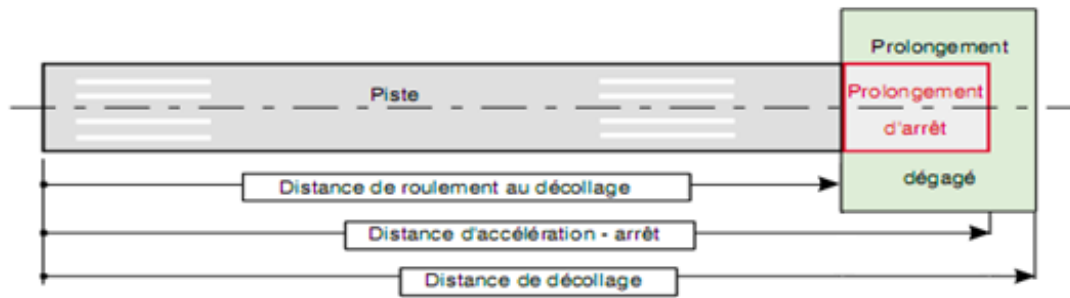 Prolongement
Piste
Prolongement
d'arrêt
dégagé
Distance de roulement au décollage
Distance d'accélération - arrêt
Distance de décollage